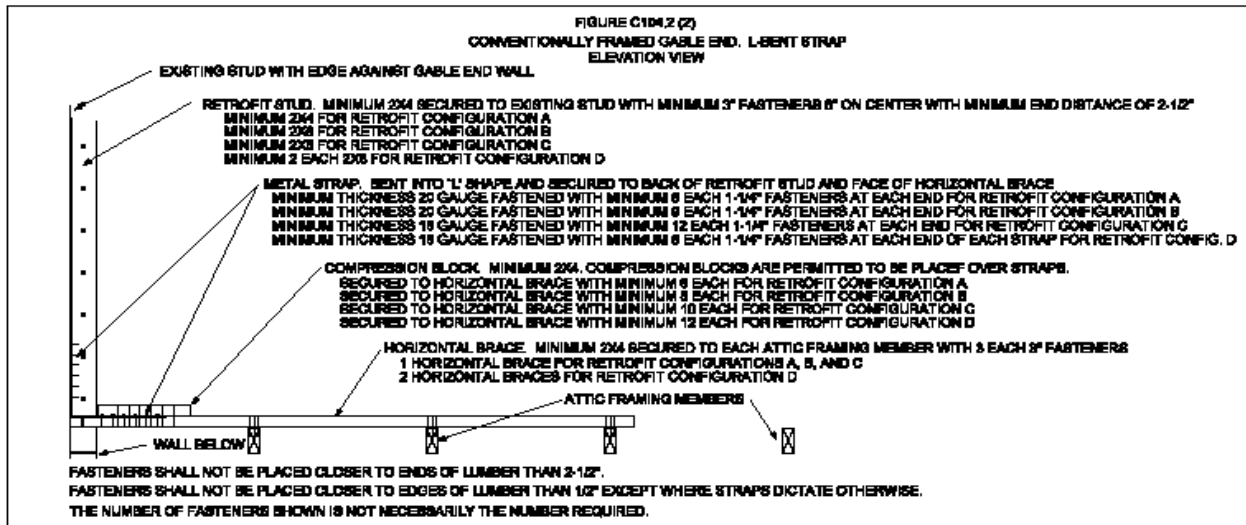 FIGURE C104.2 (2)
CONVENTIONALLY FRAMED GABLE END. L-BENT STRAP
ELEVATION VIEW
EXISTING STUD WITH EDGE AGAINST GABLE END WALL
RETROFIT STUD. MINIMUM 2X4 SECURED TO EXISTING STUD WITH MINIMUM 3" FASTENERS 6" ON CENTER WITH MINIMUM END DISTANCE OF 2-1/2"
MINIMUM 2X4 FOR RETROFIT CONFIGURATION A
MINIMUM 2X6 FOR RETROFIT CONFIGURATION B
MINIMUM 2X8 FOR RETROFIT CONFIGURATION C
MINIMUM 2 EACH 2X8 FOR RETROFIT CONFIGURATION D
METAL STRAP. BENT INTO "L" SHAPE AND SECURED TO BACK OF RETROFIT STUD AND FACE OF HORIZONTAL BRACE
MINIMUM THICKNESS 20 GAUGE FASTENED WITH MINIMUM 6 EACH 1-1/4" FASTENERS AT EACH END FOR RETROFIT CONFIGURATION A
MINIMUM THICKNESS 20 GAUGE FASTENED WITH MINIMUM 9 EACH 1-1/4" FASTENERS AT EACH END FOR RETROFIT CONFIGURATION B
MINIMUM THICKNESS 18 GAUGE FASTENED WITH MINIMUM 12 EACH 1-1/4" FASTENERS AT EACH END FOR RETROFIT CONFIGURATION C
MINIMUM THICKNESS 18 GAUGE FASTENED WITH MINIMUM 8 EACH 1-1/4" FASTENERS AT EACH END OF EACH STRAP FOR RETROFIT CONFIG. D
COMPRESSION BLOCK. MINIMUM 2X4. COMPRESSION BLOCKS ARE PERMITTED TO BE PLACEF OVER STRAPS.
SECURED TO HORIZONTAL BRACE WITH MINIMUM 6 EACH FOR RETROFIT CONFIGURATION A
SECURED TO HORIZONTAL BRACE WITH MINIMUM 8 EACH FOR RETROFIT CONFIGURATION B
SECURED TO HORIZONTAL BRACE WITH MINIMUM 10 EACH FOR RETROFIT CONFIGURATION C
SECURED TO HORIZONTAL BRACE WITH MINIMUM 12 EACH FOR RETROFIT CONFIGURATION D
HORIZONTAL BRACE. MINIMUM 2X4 SECURED TO EACH ATTIC FRAMING MEMBER WITH 3 EACH 3" FASTENERS
1 HORIZONTAL BRACE FOR RETROFIT CONFIGURATIONS A, B, AND C
2 HORIZONTAL BRACES FOR RETROFIT CONFIGURATION D
ATTIC FRAMING MEMBERS
WALL BELOW
FASTENERS SHALL NOT BE PLACED CLOSER TO ENDS OF LUMBER THAN 2-1/2".
FASTENERS SHALL NOT BE PLACED CLOSER TO EDGES OF LUMBER THAN 1/2" EXCEPT WHERE STRAPS DICTATE OTHERWISE.
THE NUMBER OF FASTENERS SHOWN IS NOT NECESSARILY THE NUMBER REQUIRED.